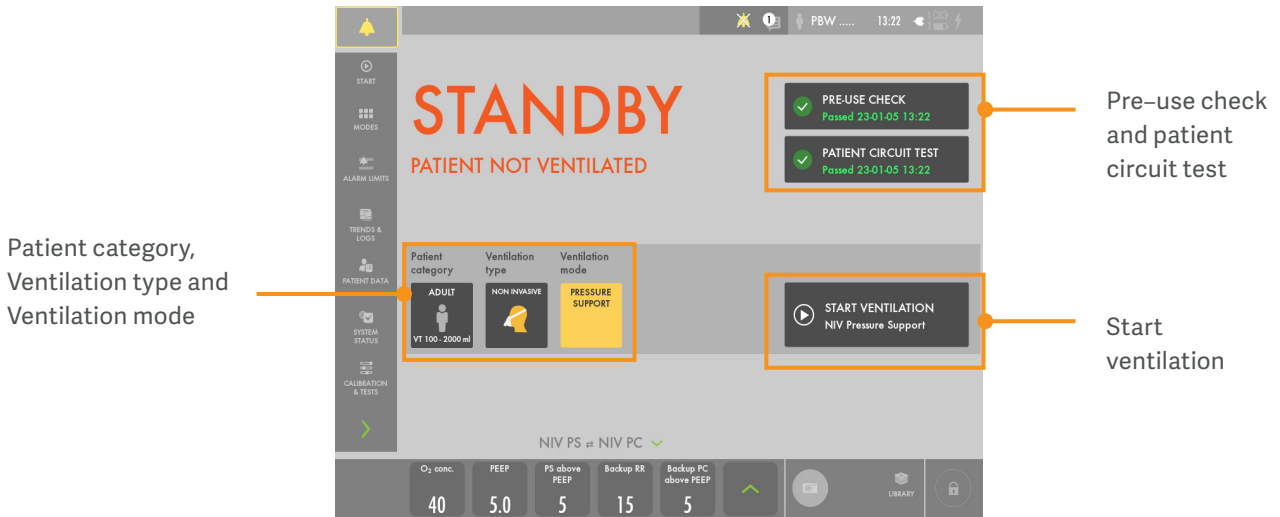 1
PBW .....
13:22
START
MODES
ALARM LIMITS
TRENDS &
LOGS
PATIENT DATA
SYSTEM
STATUS
CALIBRATION
& TESTS
STANDBY
PATIENT NOT VENTILATED
PRE-USE CHECK
Passed 23-01-05 13:22
PATIENT CIRCUIT TEST
Passed 23-01-05 13:22
Pre–use check
and patient
circuit test
Patient category,
Ventilation type and
Ventilation mode
Patient
category
Ventilation
type
Ventilation
mode
ADULT
VT 100 - 2000 ml
NON INVASIVE
PRESSURE
SUPPORT
START VENTILATION
NIV Pressure Support
Start
ventilation
NIV PS ⇄ NIV PC
O₂ conc.
40
PEEP
5.0
PS above
PEEP
5
Backup RR
15
Backup PC
above PEEP
5
LIBRARY